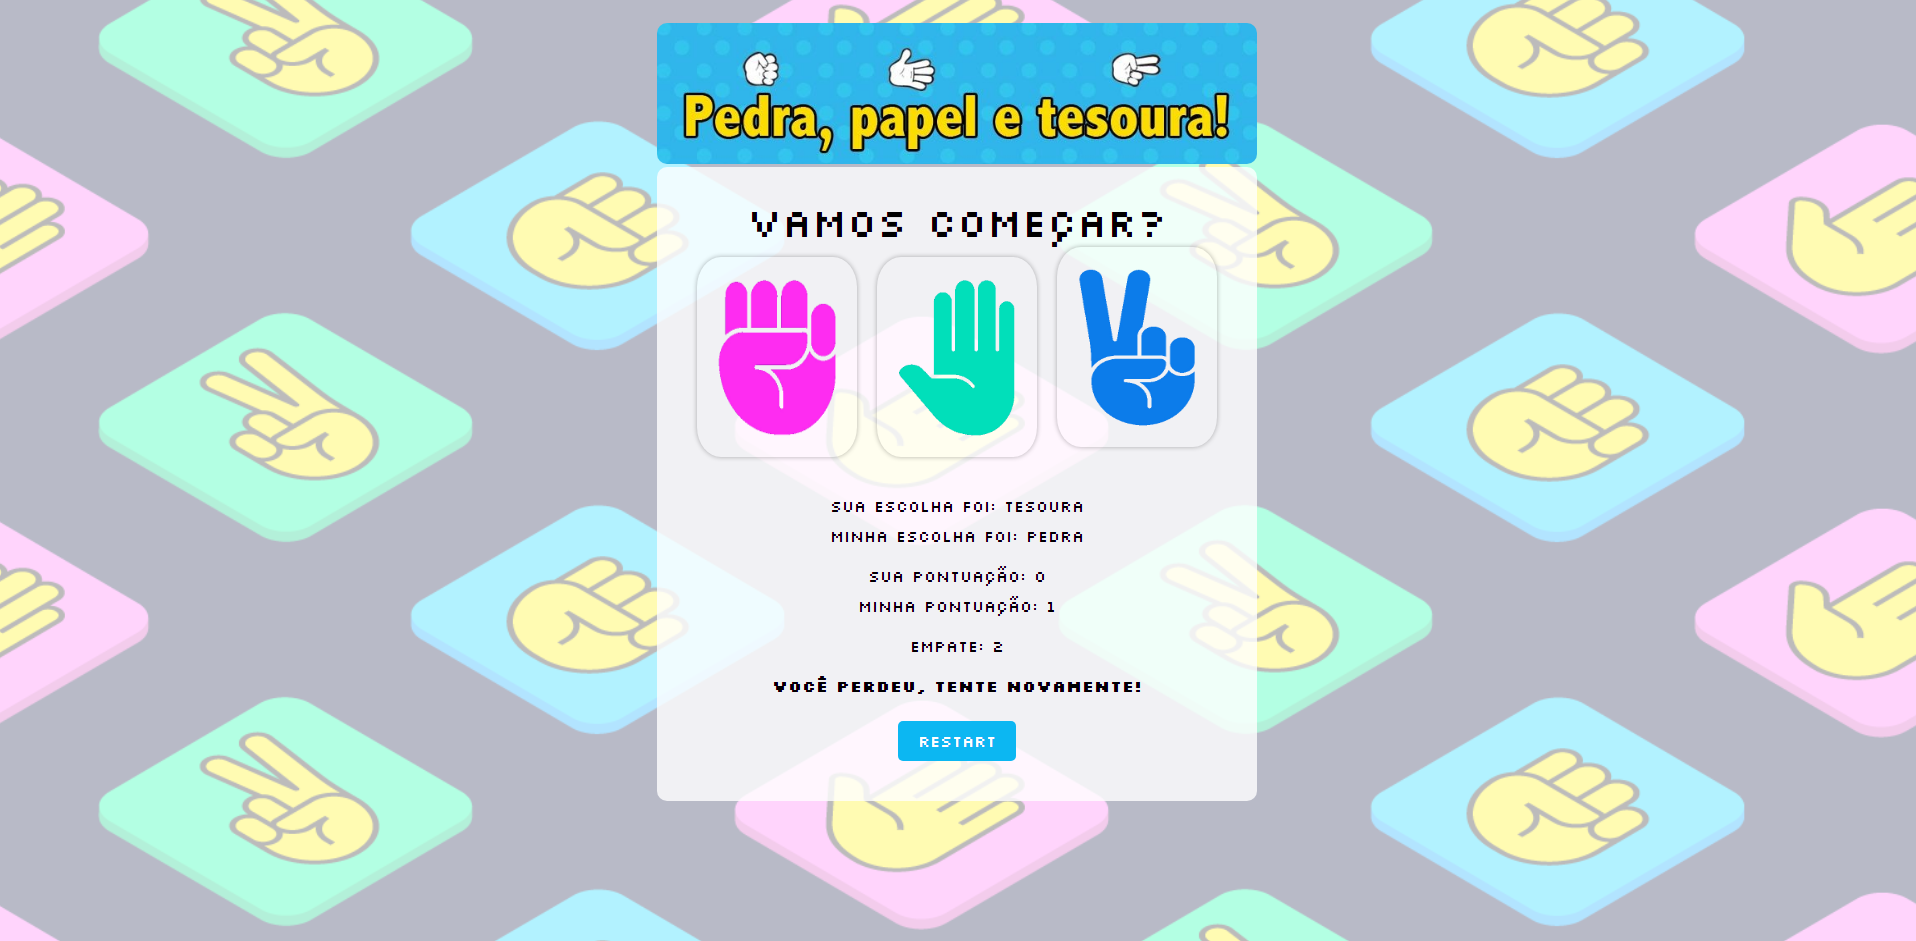 Pedra, papel e tesoura!
VAMOS COMEÇAR?
SUA ESCOLHA FOI: TESOURA
MINHA ESCOLHA FOI: PEDRA
SUA PONTUAÇÃO: 0
MINHA PONTUAÇÃO: 1
EMPATE: 2
VOCÊ PERDEU, TENTE NOVAMENTE!
RESTART